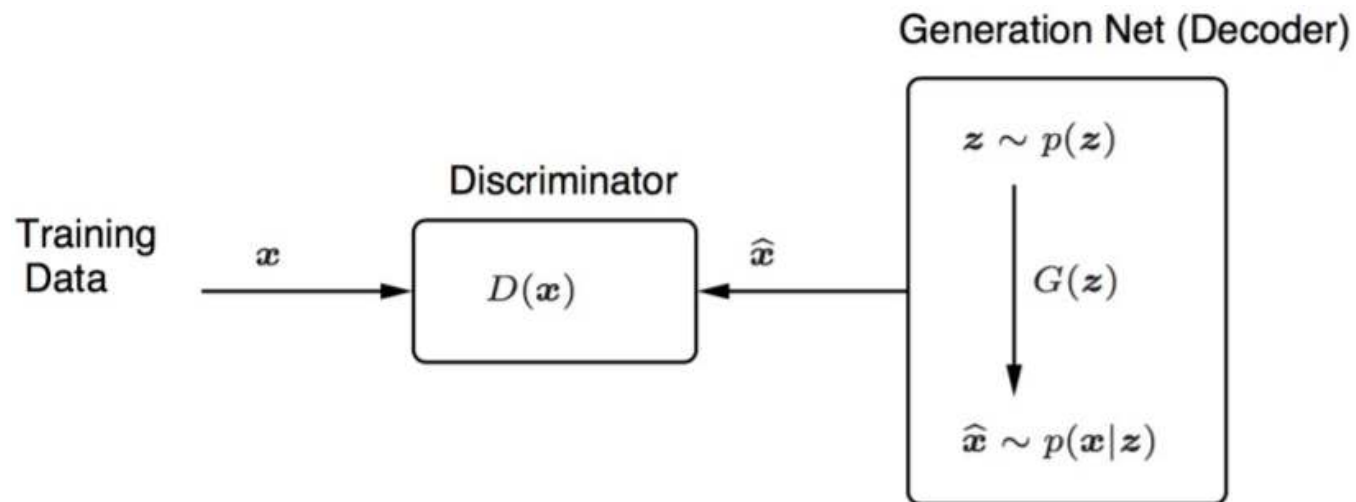 Generation Net (Decoder)
z ∼ p(z)
Discriminator
Training
Data
x
D(x)
x̂
G(z)
x̂ ∼ p(x|z)